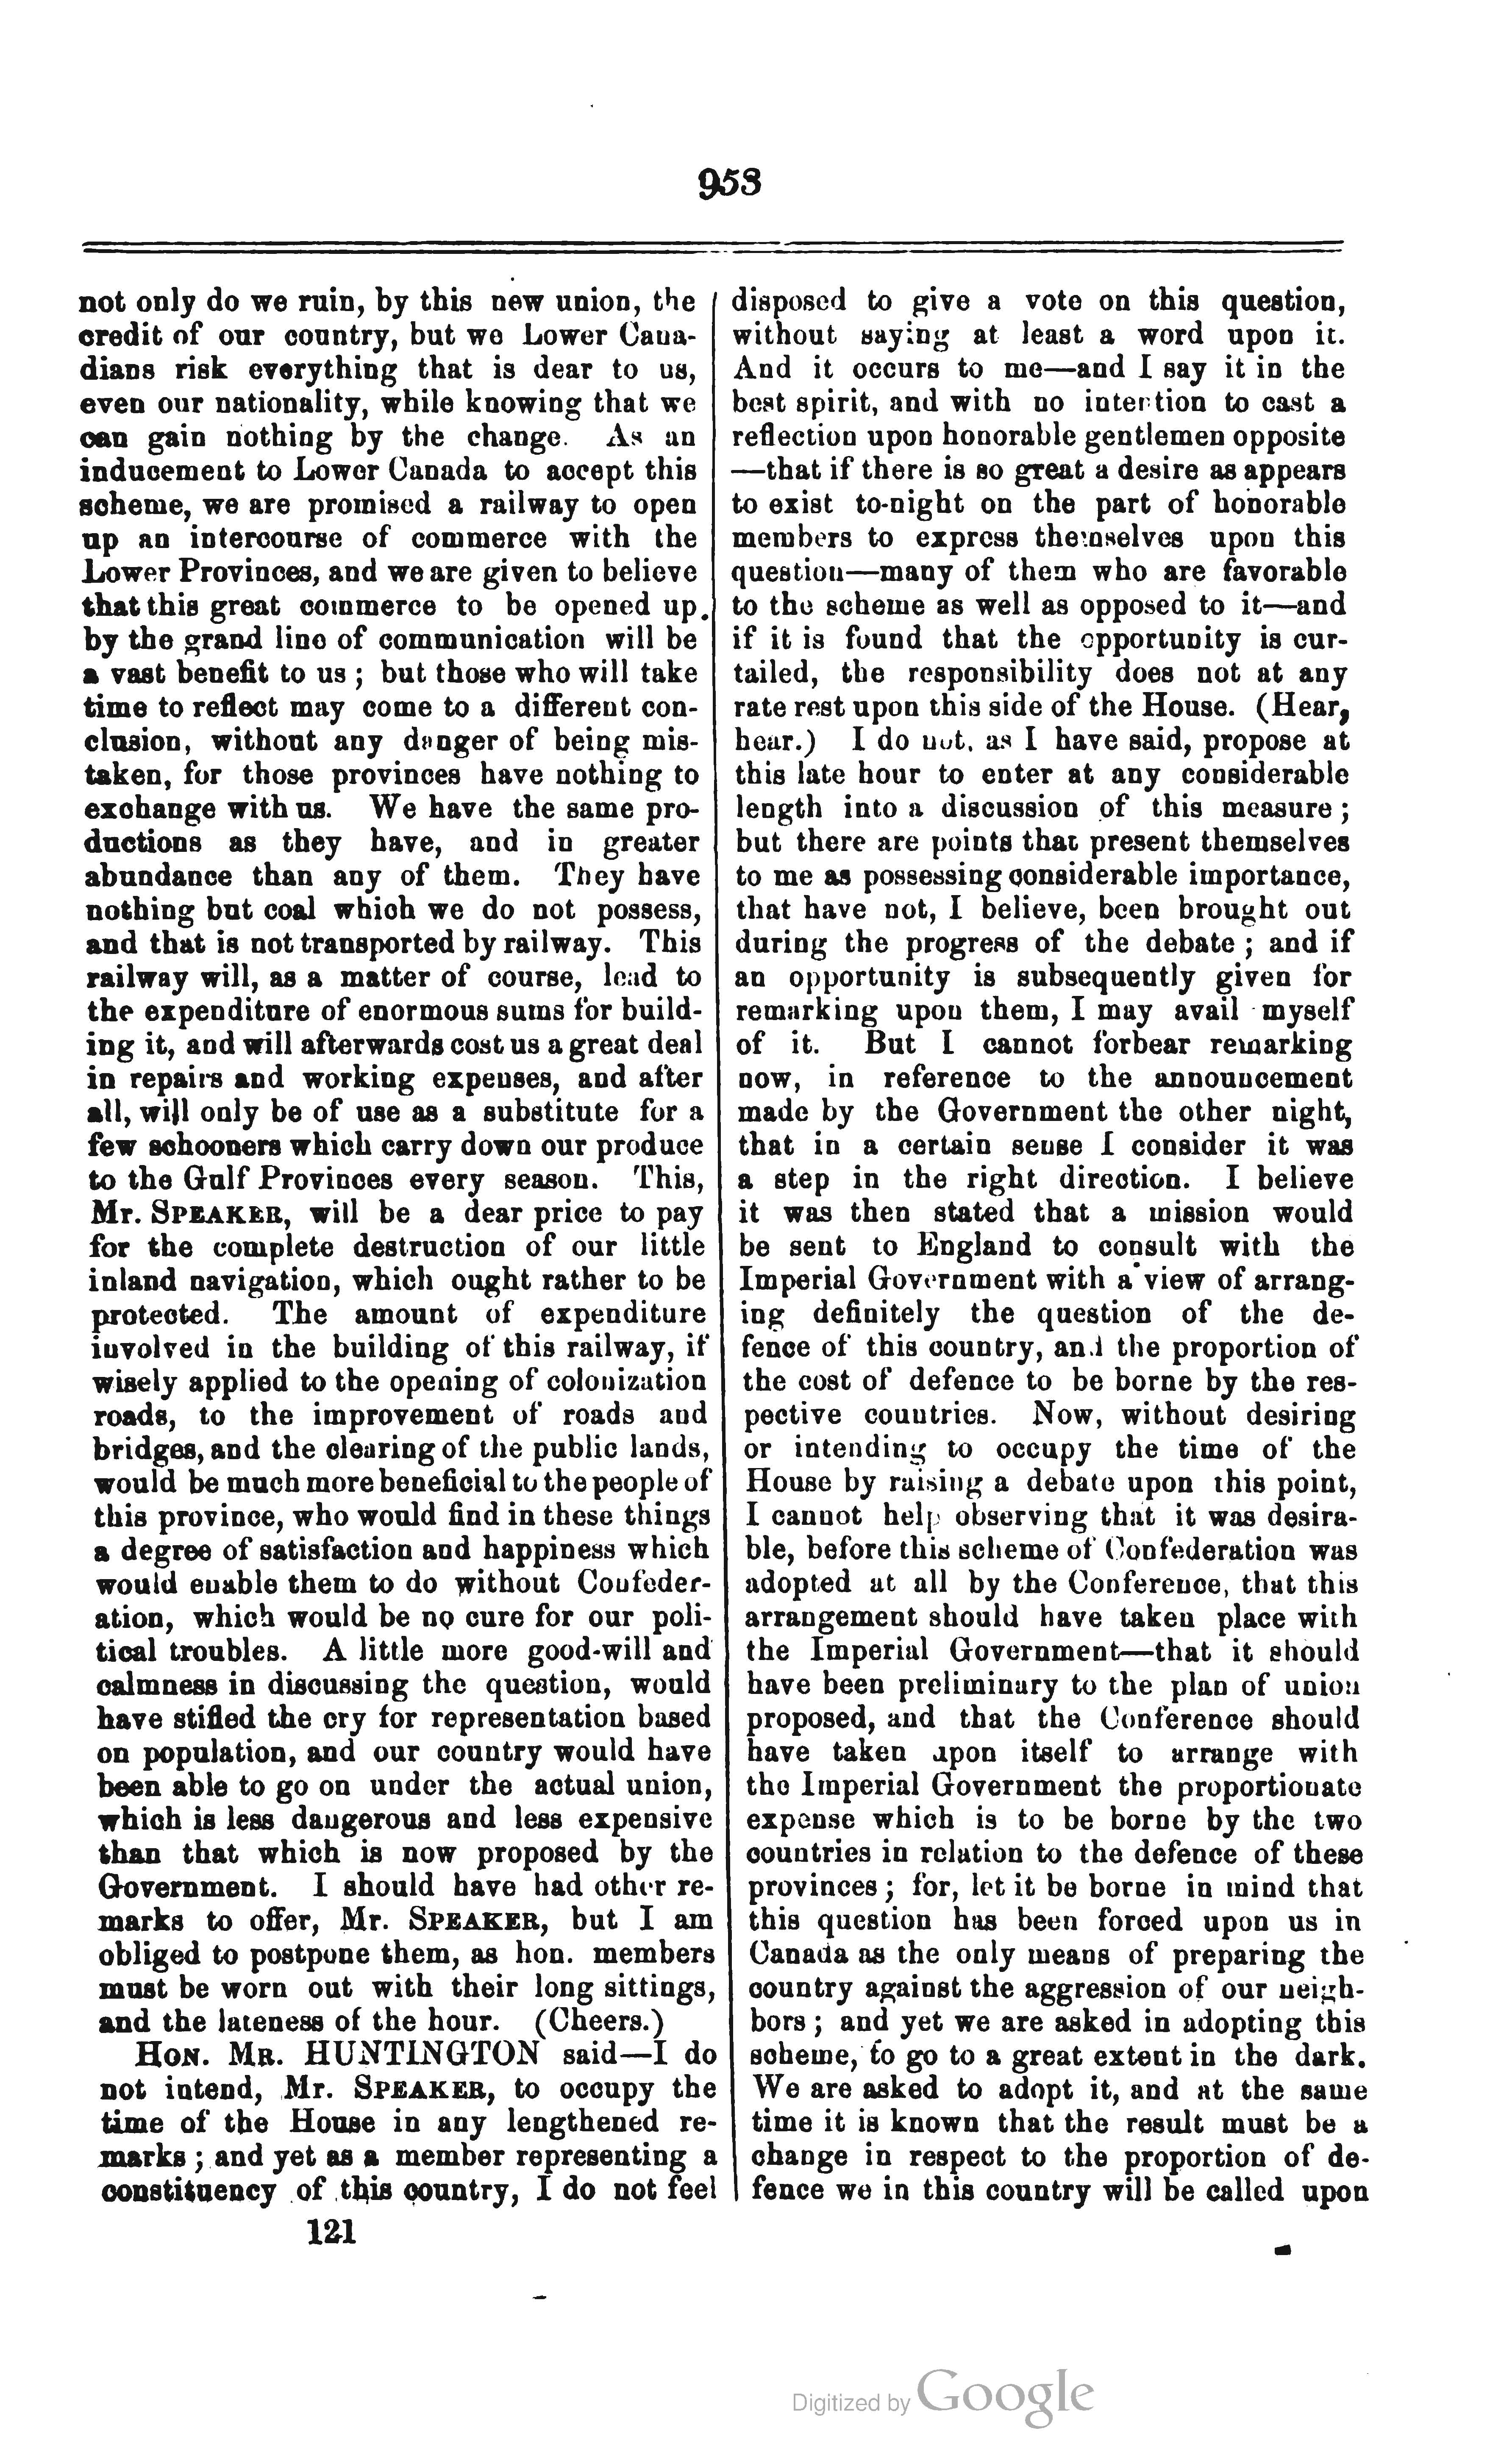 953
not only do we ruin, by this new union, the
credit of our country, but we Lower Cana-
dians risk everything that is dear to us,
even our nationality, while knowing that we
can gain nothing by the change. As an
inducement to Lower Canada to accept this
scheme, we are promised a railway to open
up an intercourse of commerce with the
Lower Provinces, and we are given to believe
that this great commerce to be opened up
by the grand line of communication will be
a vast benefit to us; but those who will take
time to reflect may come to a different con-
clusion, without any danger of being mis-
taken, for those provinces have nothing to
exchange with us. We have the same pro-
ductions as they have, and in greater
abundance than any of them. They have
nothing but coal which we do not possess,
and that is not transported by railway. This
railway will, as a matter of course, lead to
the expenditure of enormous sums for build-
ing it, and will afterwards cost us a great deal
in repairs and working expenses, and after
all, will only be of use as a substitute for a
few schooners which carry down our produce
to the Gulf Provinces every season. This,
Mr. SPEAKER, will be a dear price to pay
for the complete destruction of our little
inland navigation, which ought rather to be
protected. The amount of expenditure
involved in the building of this railway, if
wisely applied to the opening of colonization
roads, to the improvement of roads and
bridges, and the clearing of the public lands,
would be much more beneficial to the people of
this province, who would find in these things
a degree of satisfaction and happiness which
would enable them to do without Confeder-
ation, which would be no cure for our poli-
tical troubles. A little more good-will and
calmness in discussing the question, would
have stifled the cry for representation based
on population, and our country would have
been able to go on under the actual union,
which is less dangerous and less expensive
than that which is now proposed by the
Government. I should have had other re-
marks to offer, Mr. SPEAKER, but I am
obliged to postpone them, as hon. members
must be worn out with their long sittings,
and the lateness of the hour. (Cheers.)
HON. MR. HUNTINGTON said—I do
not intend, Mr. SPEAKER, to occupy the
time of the House in any lengthened re-
marks; and yet as a member representing a
constituency of this country, I do not feel
121
disposed to give a vote on this question,
without saying at least a word upon it.
And it occurs to me—and I say it in the
best spirit, and with no intention to cast a
reflection upon honorable gentlemen opposite
—that if there is so great a desire as appears
to exist to-night on the part of honorable
members to express themselves upon this
question—many of them who are favorable
to the scheme as well as opposed to it—and
if it is found that the opportunity is cur-
tailed, the responsibility does not at any
rate rest upon this side of the House. (Hear,
hear.) I do not, as I have said, propose at
this late hour to enter at any considerable
length into a discussion of this measure;
but there are points that present themselves
to me as possessing considerable importance,
that have not, I believe, been brought out
during the progress of the debate; and if
an opportunity is subsequently given for
remarking upon them, I may avail myself
of it. But I cannot forbear remarking
now, in reference to the announcement
made by the Government the other night,
that in a certain sense I consider it was
a step in the right direction. I believe
it was then stated that a mission would
be sent to England to consult with the
Imperial Government with a view of arrang-
ing definitely the question of the de-
fence of this country, and the proportion of
the cost of defence to be borne by the res-
pective countries. Now, without desiring
or intending to occupy the time of the
House by raising a debate upon this point,
I cannot help observing that it was desira-
ble, before this scheme of Confederation was
adopted at all by the Conference, that this
arrangement should have taken place with
the Imperial Government—that it should
have been preliminary to the plan of union
proposed, and that the Conference should
have taken upon itself to arrange with
the Imperial Government the proportionate
expense which is to be borne by the two
countries in relation to the defence of these
provinces; for, let it be borne in mind that
this question has been forced upon us in
Canada as the only means of preparing the
country against the aggression of our neigh-
bors; and yet we are asked in adopting this
scheme, to go to a great extent in the dark.
We are asked to adopt it, and at the same
time it is known that the result must be a
change in respect to the proportion of de-
fence we in this country will be called upon
Digitized by Google